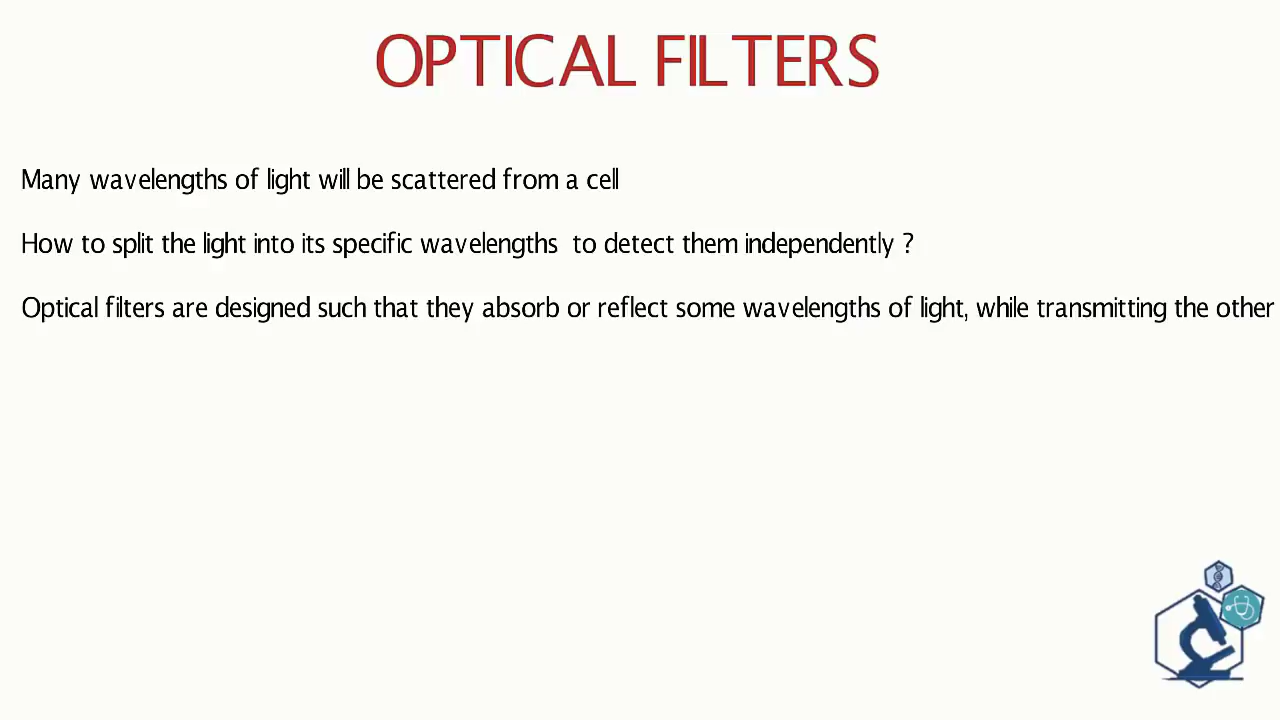 OPTICAL FILTERS
Many wavelengths of light will be scattered from a cell
How to split the light into its specific wavelengths to detect them independently ?
Optical filters are designed such that they absorb or reflect some wavelengths of light, while transmitting the other